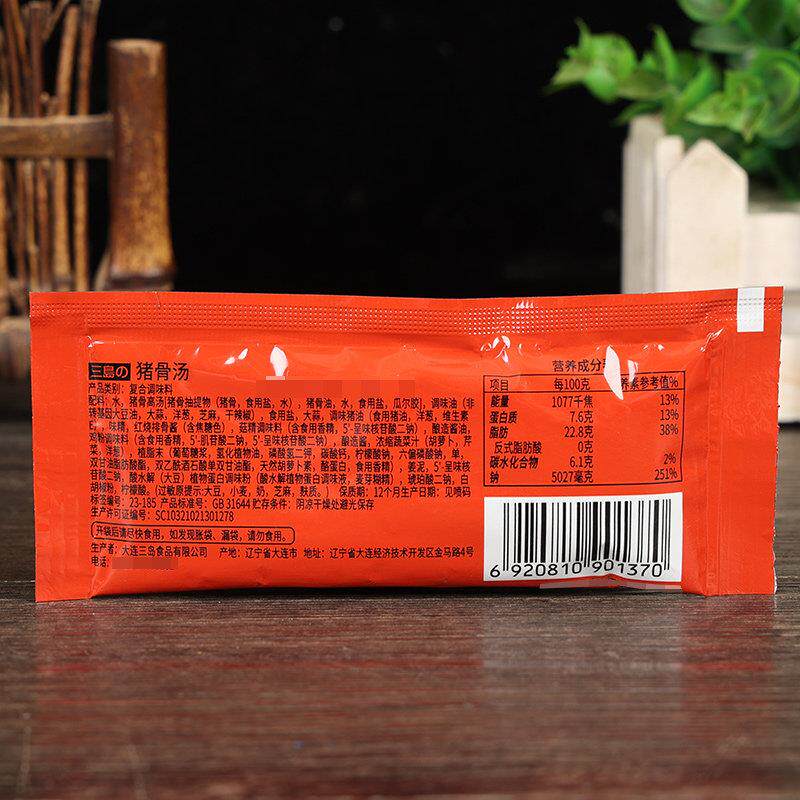 三島の 猪骨汤
产品类别：复合调味料
配料：水，猪骨高汤[猪骨抽提物（猪骨，食用盐，水），猪骨油，水，食用盐，瓜尔胶]，调味油（非
转基因大豆油，大蒜，洋葱，芝麻，干辣椒），食用盐，大蒜，调味猪油（食用猪油，洋葱，维生素
E），味精，红烧排骨酱（含焦糖色），菇精调味料（含食用香精，5'-呈味核苷酸二钠），酿造酱油，
鸡粉调味料（含食用香精，5'-肌苷酸二钠，5'-呈味核苷酸二钠），酿造酱，浓缩蔬菜汁（胡萝卜，芹
菜，洋葱），植脂末（葡萄糖浆，氢化植物油，磷酸氢二钾，碳酸钙，柠檬酸钠，六偏磷酸钠，单，
双甘油脂肪酸酯，双乙酰酒石酸单双甘油酯，天然胡萝卜素，酪蛋白，食用香精），姜泥，5'-呈味核
苷酸二钠，酸水解（大豆）植物蛋白调味粉（酸水解植物蛋白调味液，麦芽糊精），琥珀酸二钠，白
胡椒粉，柠檬酸。（过敏原提示：大豆，小麦，奶，芝麻，麸质。） 保质期：12个月生产日期：见喷码
标签编号：23-185 产品标准号：GB 31644 贮存条件：阴凉干燥处避光保存
生产许可证编号：SC10321021301278
开袋后请尽快食用，如发现胀袋、漏袋，请勿食用。
生产者：大连三岛食品有限公司 产地：辽宁省大连市 地址：辽宁省大连经济技术开发区金马路4号
电话：
营养成分
项目 每100克 养素参考值%
能量 1077千焦 13%
蛋白质 7.6克 13%
脂肪 22.8克 38%
反式脂肪酸 0克
碳水化合物 6.1克 2%
钠 5027毫克 251%
6 920810 901370